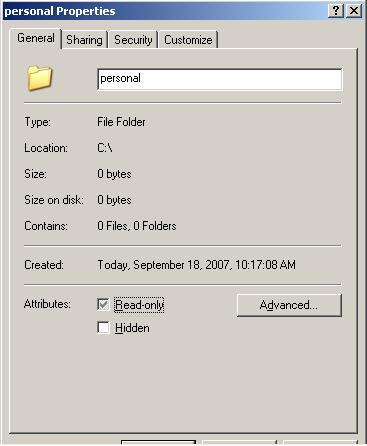 personal Properties
General Sharing Security Customize
personal
Type: File Folder
Location: C:\
Size: 0 bytes
Size on disk: 0 bytes
Contains: 0 Files, 0 Folders
Created: Today, September 18, 2007, 10:17:08 AM
Attributes: Read-only Advanced...
Hidden